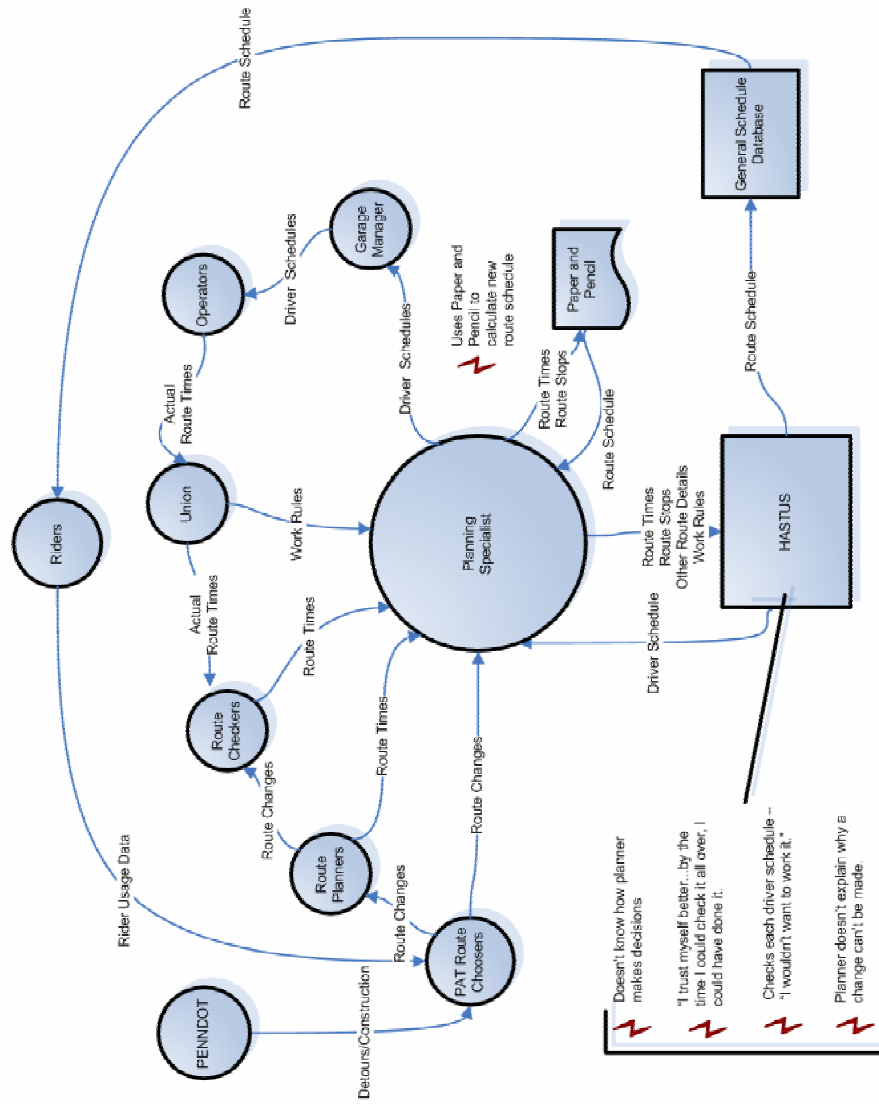 Riders
Rider Usage Data
Actual
Route Times
Union
PENNDOT
Actual
Route Times
Operators
Route
Checkers
Route Schedule
Route Changes
Driver Schedules
Work Rules
Route Times
Route
Planners
Garage
Manager
Detours/Construction
Route Times
Route Changes
Driver Schedules
PAT Route
Choosers
Route Changes
Planning
Specialist
Uses Paper and
Pencil to
calculate new
route schedule
Route Times
Route Stops
Paper and
Pencil
Route Schedule
Driver Schedule
Route Times
Route Stops
Other Route Details
Work Rules
Route Schedule
General Schedule
Database
HASTUS
Doesn't know how planner
makes decisions
"I trust myself better...by the
time I could check it all over, I
could have done it.
Checks each driver schedule –
"I wouldn't want to work it."
Planner doesn't explain why a
change can't be made.